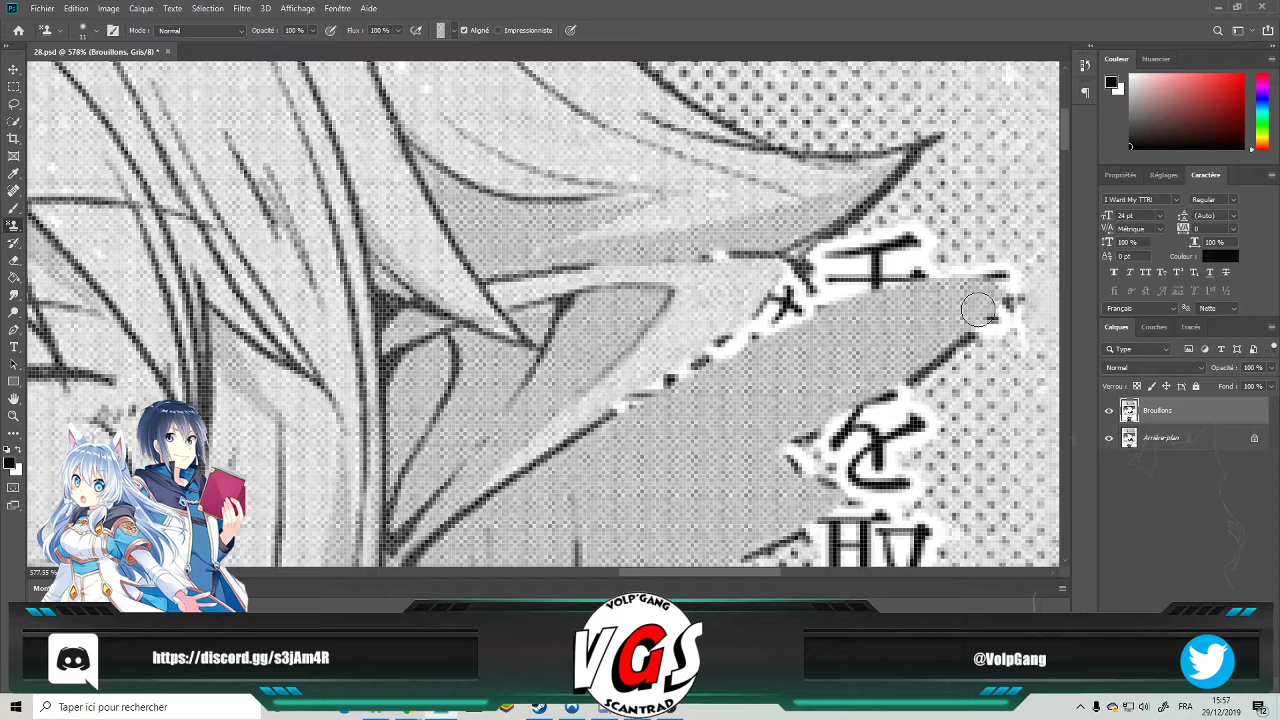 Fichier Edition Image Calque Texte Sélection Filtre 3D Affichage Fenêtre Aide
11 Mode : Normal Opacité : 100 % Flux : 100 % Aligné Impressionniste
28.psd @ 578% (Brouillons, Gris/8) * ×
Couleur Nuancier
Propriétés Réglages Caractère
I Want My TTR! Regular
24 pt (Auto)
Métrique 0
100 % 100 %
0 pt Couleur :
Français Netteté
Calques Couches Tracés
Type
Normal Opacité : 100 %
Verrou : Fond : 100 %
Brouillons
Arrière-plan
577,55 %
VOLP'GANG
VGS
SCANTRAD
https://discord.gg/s3jAm4R
@VolpGang
Taper ici pour rechercher
FRA
15:57
29/12/2019